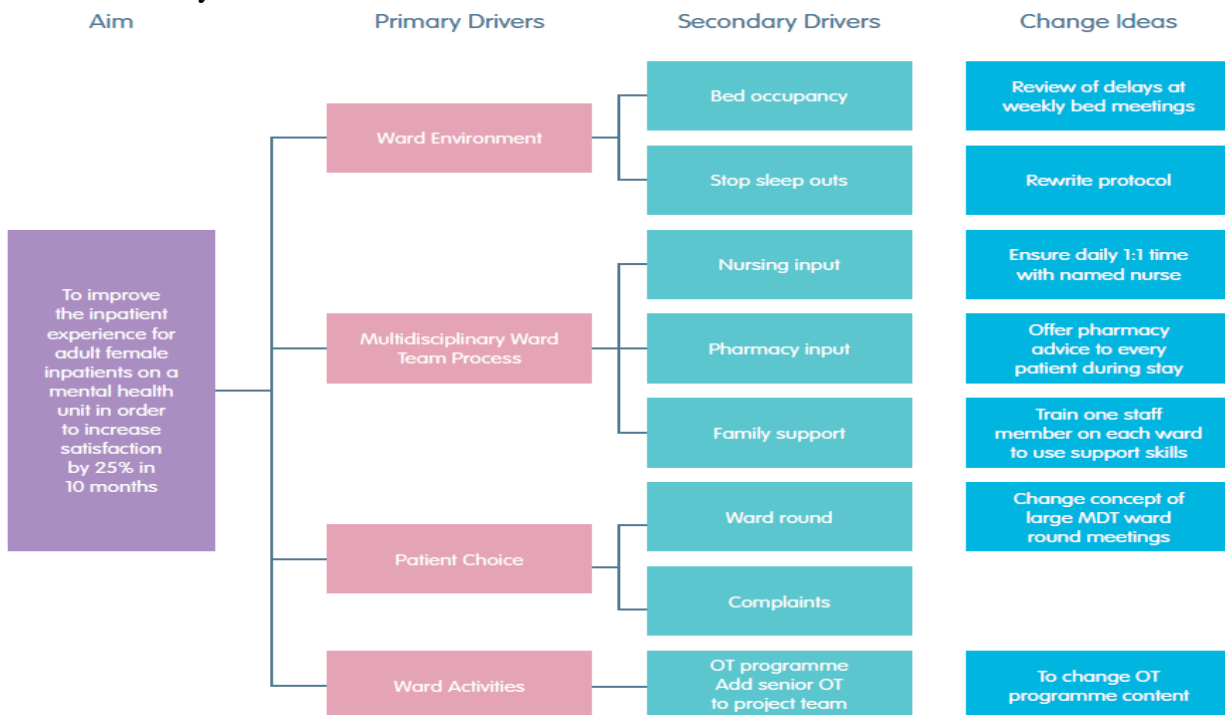 Aim
Primary Drivers
Secondary Drivers
Change Ideas
To improve
the inpatient
experience for
adult female
inpatients on a
mental health
unit in order
to increase
satisfaction
by 25% in
10 months
Ward Environment
Bed occupancy
Review of delays at
weekly bed meetings
Stop sleep outs
Rewrite protocol
Multidisciplinary Ward
Team Process
Nursing input
Ensure daily 1:1 time
with named nurse
Pharmacy input
Offer pharmacy
advice to every
patient during stay
Family support
Train one staff
member on each ward
to use support skills
Patient Choice
Ward round
Change concept of
large MDT ward
round meetings
Complaints
Ward Activities
OT programme
Add senior OT
to project team
To change OT
programme content